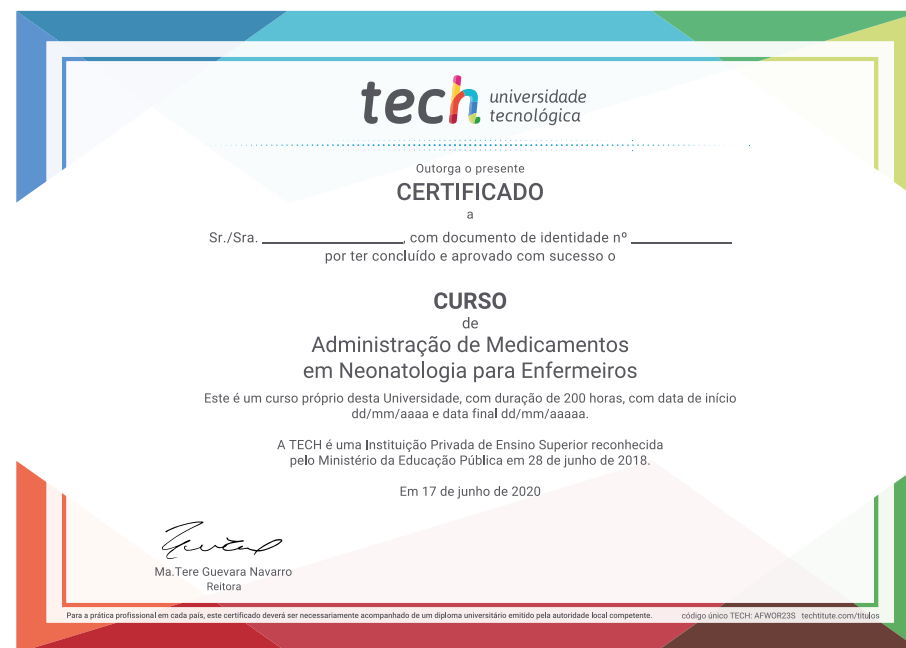 tech universidade
tecnológica
Outorga o presente
CERTIFICADO
a
Sr./Sra. ________________, com documento de identidade nº ____________
por ter concluído e aprovado com sucesso o
CURSO
de
Administração de Medicamentos
em Neonatologia para Enfermeiros
Este é um curso próprio desta Universidade, com duração de 200 horas, com data de início
dd/mm/aaaa e data final dd/mm/aaaaa.
A TECH é uma Instituição Privada de Ensino Superior reconhecida
pelo Ministério da Educação Pública em 28 de junho de 2018.
Em 17 de junho de 2020
Ma.Tere Guevara Navarro
Reitora
Para a prática profissional em cada país, este certificado deverá ser necessariamente acompanhado de um diploma universitário emitido pela autoridade local competente. código único TECH: AFWOR23S techtitute.com/titulos